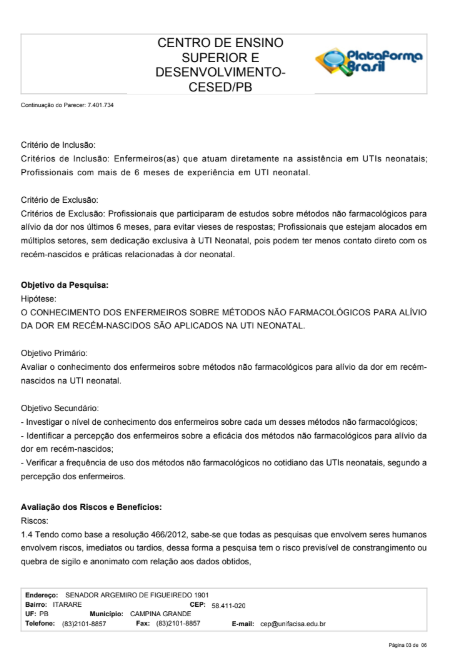 CENTRO DE ENSINO
SUPERIOR E
DESENVOLVIMENTO-
CESED/PB
Plataforma
Brasil
Continuação do Parecer: 7.401.734
Critério de Inclusão:
Critérios de Inclusão: Enfermeiros(as) que atuam diretamente na assistência em UTIs neonatais;
Profissionais com mais de 6 meses de experiência em UTI neonatal.
Critério de Exclusão:
Critérios de Exclusão: Profissionais que participaram de estudos sobre métodos não farmacológicos para
alívio da dor nos últimos 6 meses, para evitar vieses de respostas; Profissionais que estejam alocados em
múltiplos setores, sem dedicação exclusiva à UTI Neonatal, pois podem ter menos contato direto com os
recém-nascidos e práticas relacionadas à dor neonatal.
Objetivo da Pesquisa:
Hipótese:
O CONHECIMENTO DOS ENFERMEIROS SOBRE MÉTODOS NÃO FARMACOLÓGICOS PARA ALÍVIO
DA DOR EM RECÉM-NASCIDOS SÃO APLICADOS NA UTI NEONATAL.
Objetivo Primário:
Avaliar o conhecimento dos enfermeiros sobre métodos não farmacológicos para alívio da dor em recém-
nascidos na UTI neonatal.
Objetivo Secundário:
- Investigar o nível de conhecimento dos enfermeiros sobre cada um desses métodos não farmacológicos;
- Identificar a percepção dos enfermeiros sobre a eficácia dos métodos não farmacológicos para alívio da
dor em recém-nascidos;
- Verificar a frequência de uso dos métodos não farmacológicos no cotidiano das UTIs neonatais, segundo a
percepção dos enfermeiros.
Avaliação dos Riscos e Benefícios:
Riscos:
1.4 Tendo como base a resolução 466/2012, sabe-se que todas as pesquisas que envolvem seres humanos
envolvem riscos, imediatos ou tardios, dessa forma a pesquisa tem o risco previsível de constrangimento ou
quebra de sigilo e anonimato com relação aos dados obtidos,
Endereço: SENADOR ARGEMIRO DE FIGUEIREDO 1901
Bairro: ITARARE CEP: 58.411-020
UF: PB Município: CAMPINA GRANDE
Telefone: (83)2101-8857 Fax: (83)2101-8857 E-mail: cep@unifacisa.edu.br
Página 03 de 06